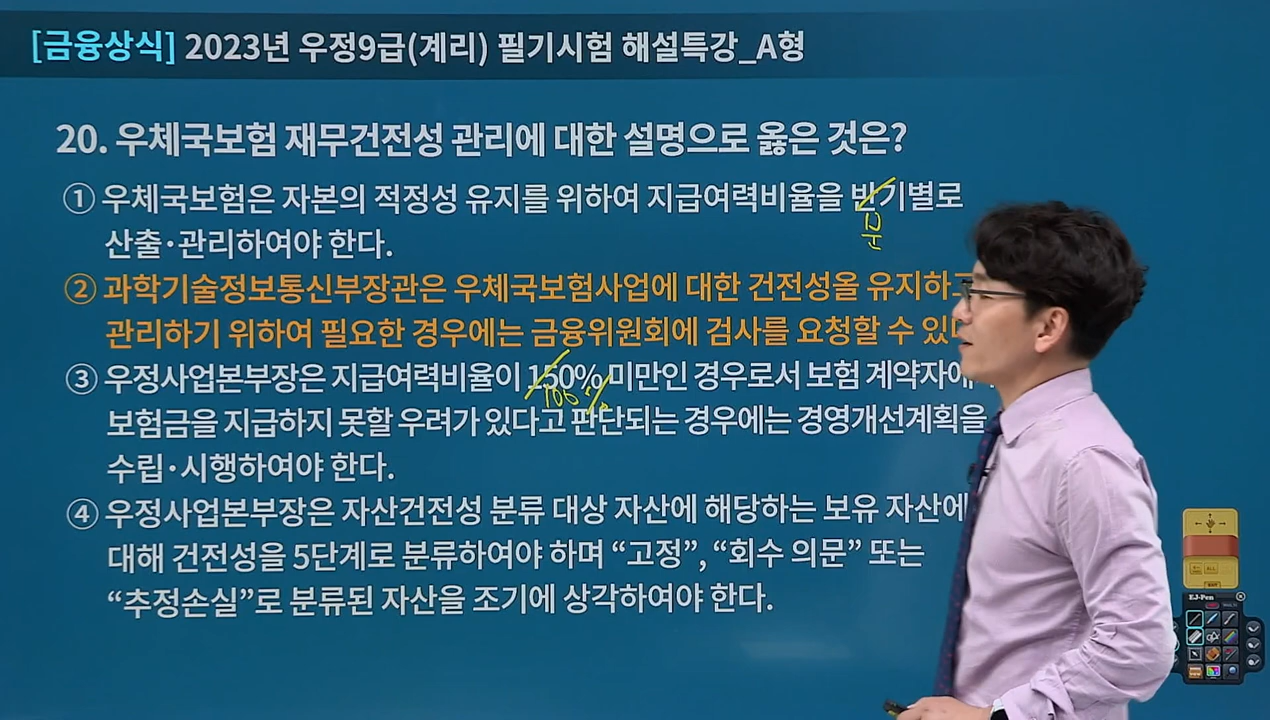 [금융상식] 2023년 우정9급(계리) 필기시험 해설특강_A형
20. 우체국보험 재무건전성 관리에 대한 설명으로 옳은 것은?
① 우체국보험은 자본의 적정성 유지를 위하여 지급여력비율을 반기별로
분
산출·관리하여야 한다.
② 과학기술정보통신부장관은 우체국보험사업에 대한 건전성올 유지하고
관리하기 위하여 필요한 경우에는 금융위원회에 검사를 요청할 수 있
③ 우정사업본부장은 지급여력비율이 150% 미만인 경우로서 보험 계약자에
100%
보험금을 지급하지 못할 우려가 있다고 판단되는 경우에는 경영개선계획을
수립·시행하여야 한다.
④ 우정사업본부장은 자산건전성 분류 대상 자산에 해당하는 보유 자산에
대해 건전성을 5단계로 분류하여야 하며 “고정”, “회수 의문” 또는
“추정손실”로 분류된 자산을 조기에 상각하여야 한다.
EJ-Pen